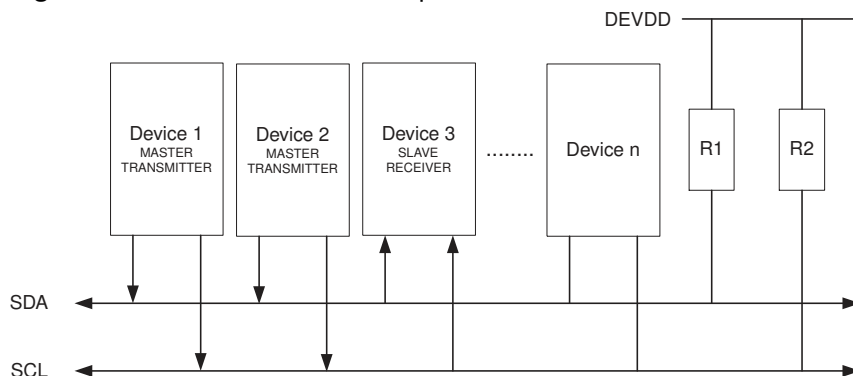 DEVDD
Device 1
MASTER
TRANSMITTER
Device 2
MASTER
TRANSMITTER
Device 3
SLAVE
RECEIVER
........
Device n
R1
R2
SDA
SCL